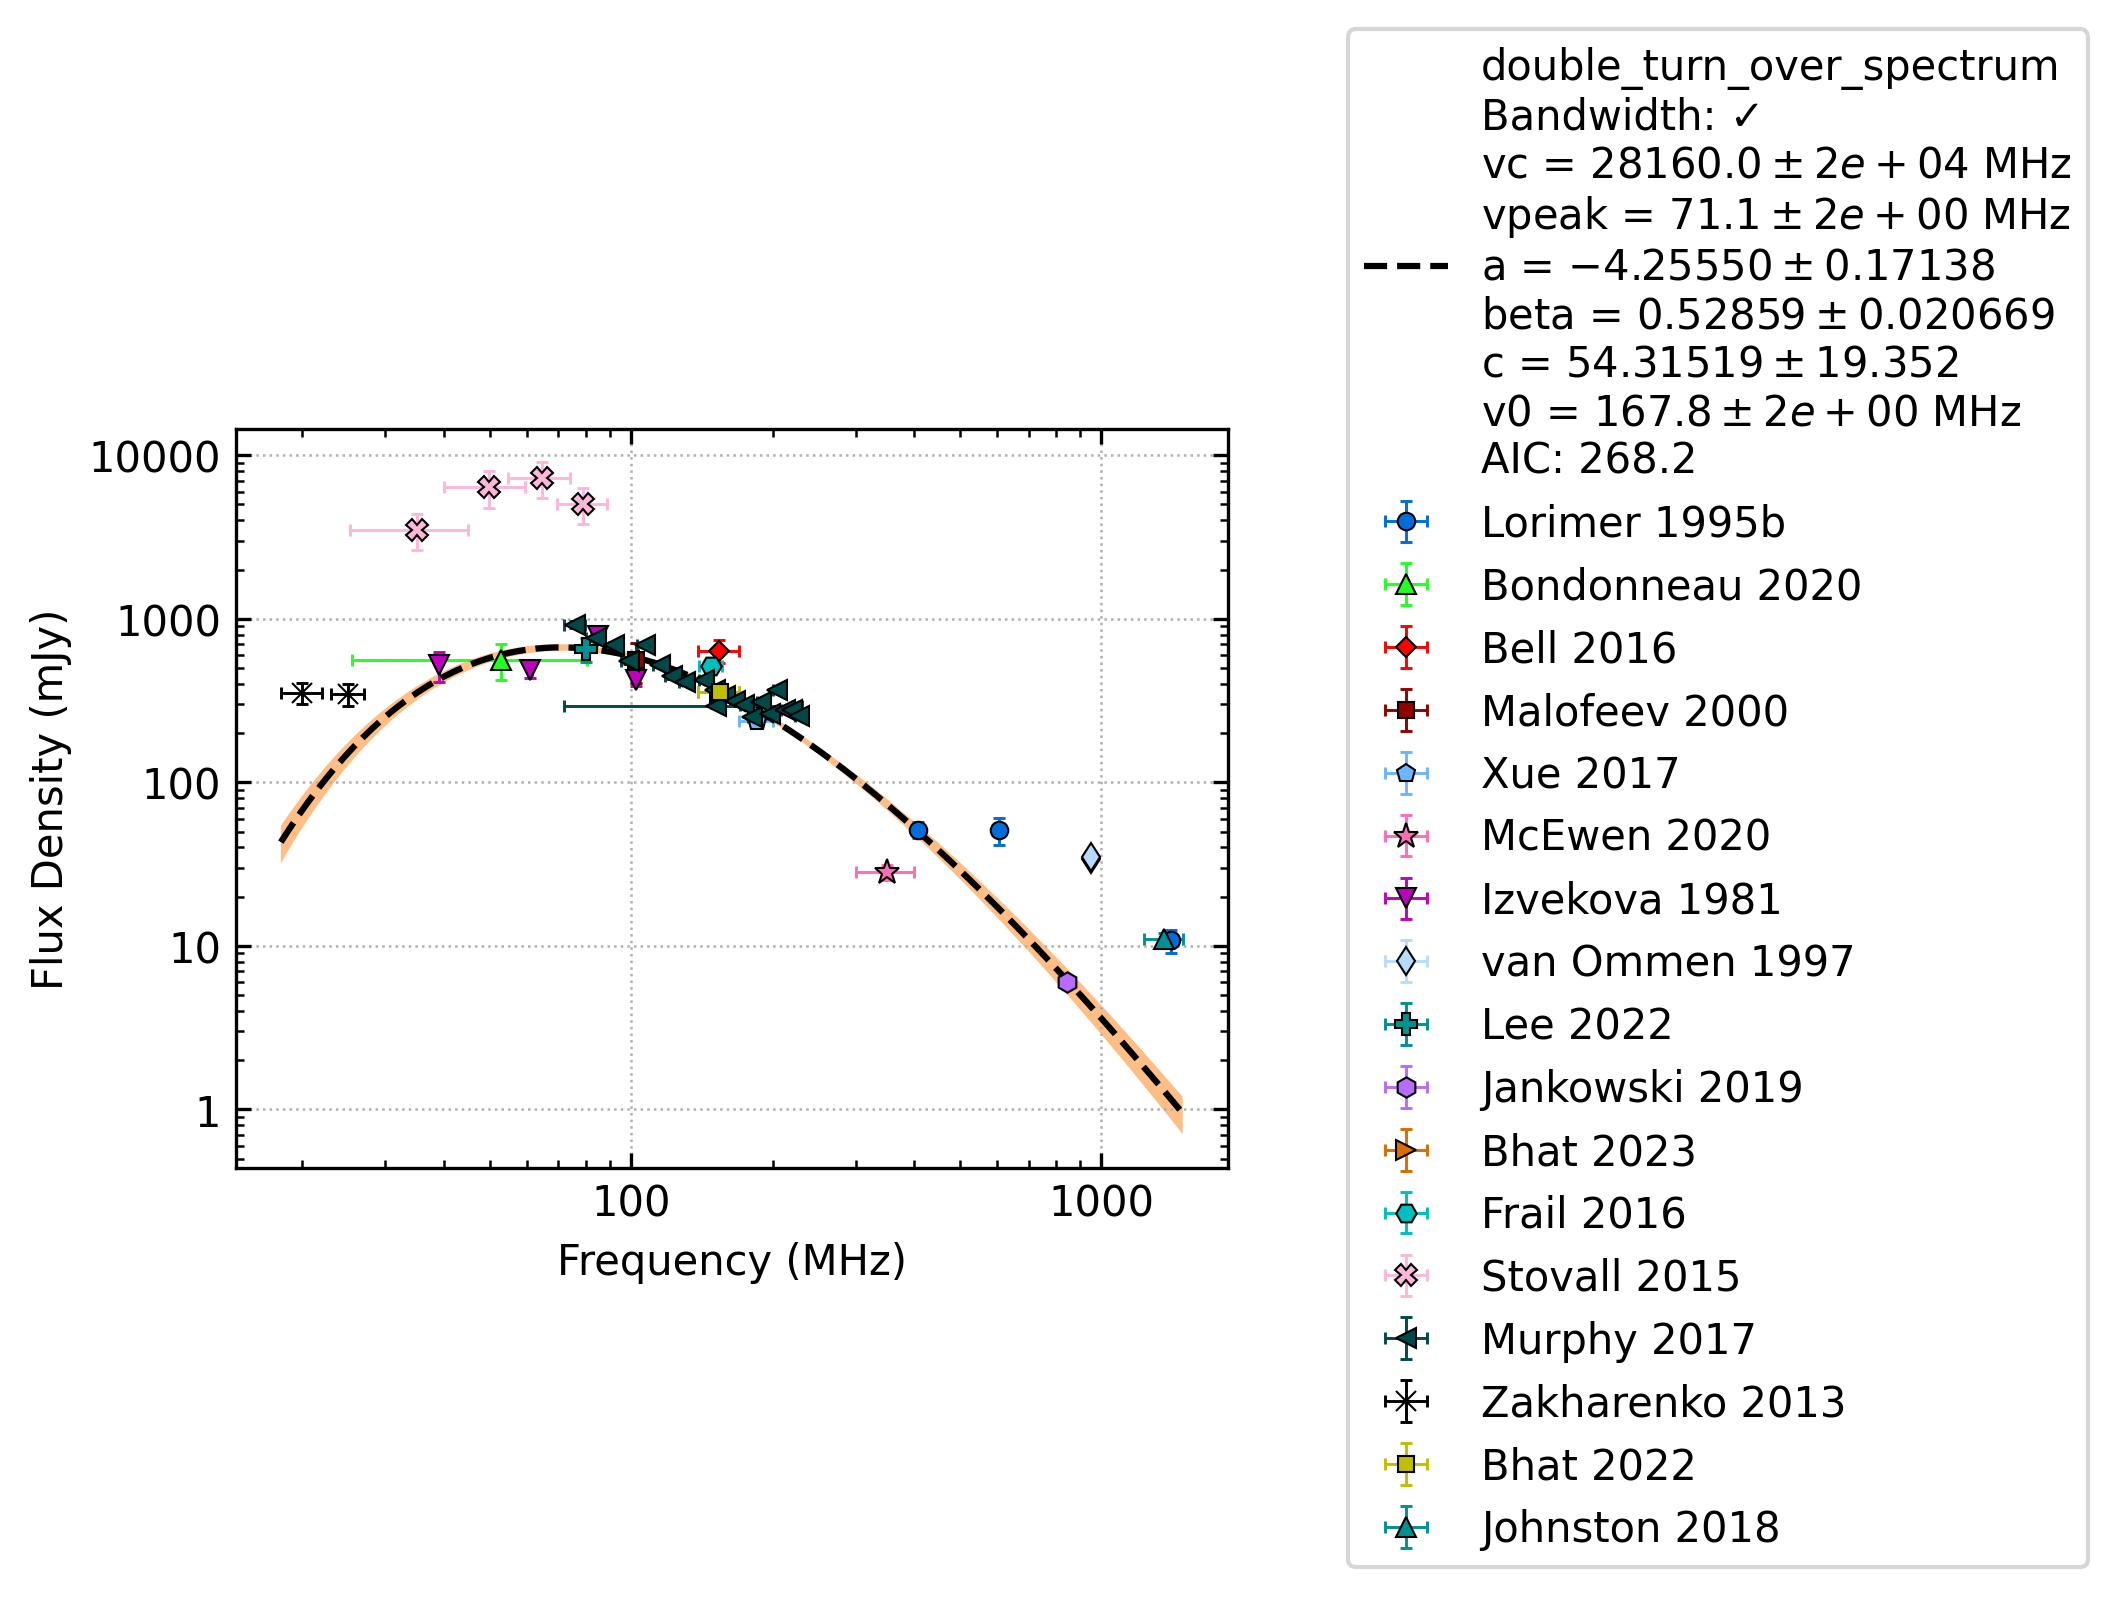 double_turn_over_spectrum
Bandwidth: ✓
vc = 28160.0 ± 2e + 04 MHz
vpeak = 71.1 ± 2e + 00 MHz
a = −4.25550 ± 0.17138
beta = 0.52859 ± 0.020669
c = 54.31519 ± 19.352
v0 = 167.8 ± 2e + 00 MHz
AIC: 268.2
Lorimer 1995b
Bondonneau 2020
Bell 2016
Malofeev 2000
Xue 2017
McEwen 2020
Izvekova 1981
van Ommen 1997
Lee 2022
Jankowski 2019
Bhat 2023
Frail 2016
Stovall 2015
Murphy 2017
Zakharenko 2013
Bhat 2022
Johnston 2018
Flux Density (mJy)
10000
1000
100
10
1
100
1000
Frequency (MHz)